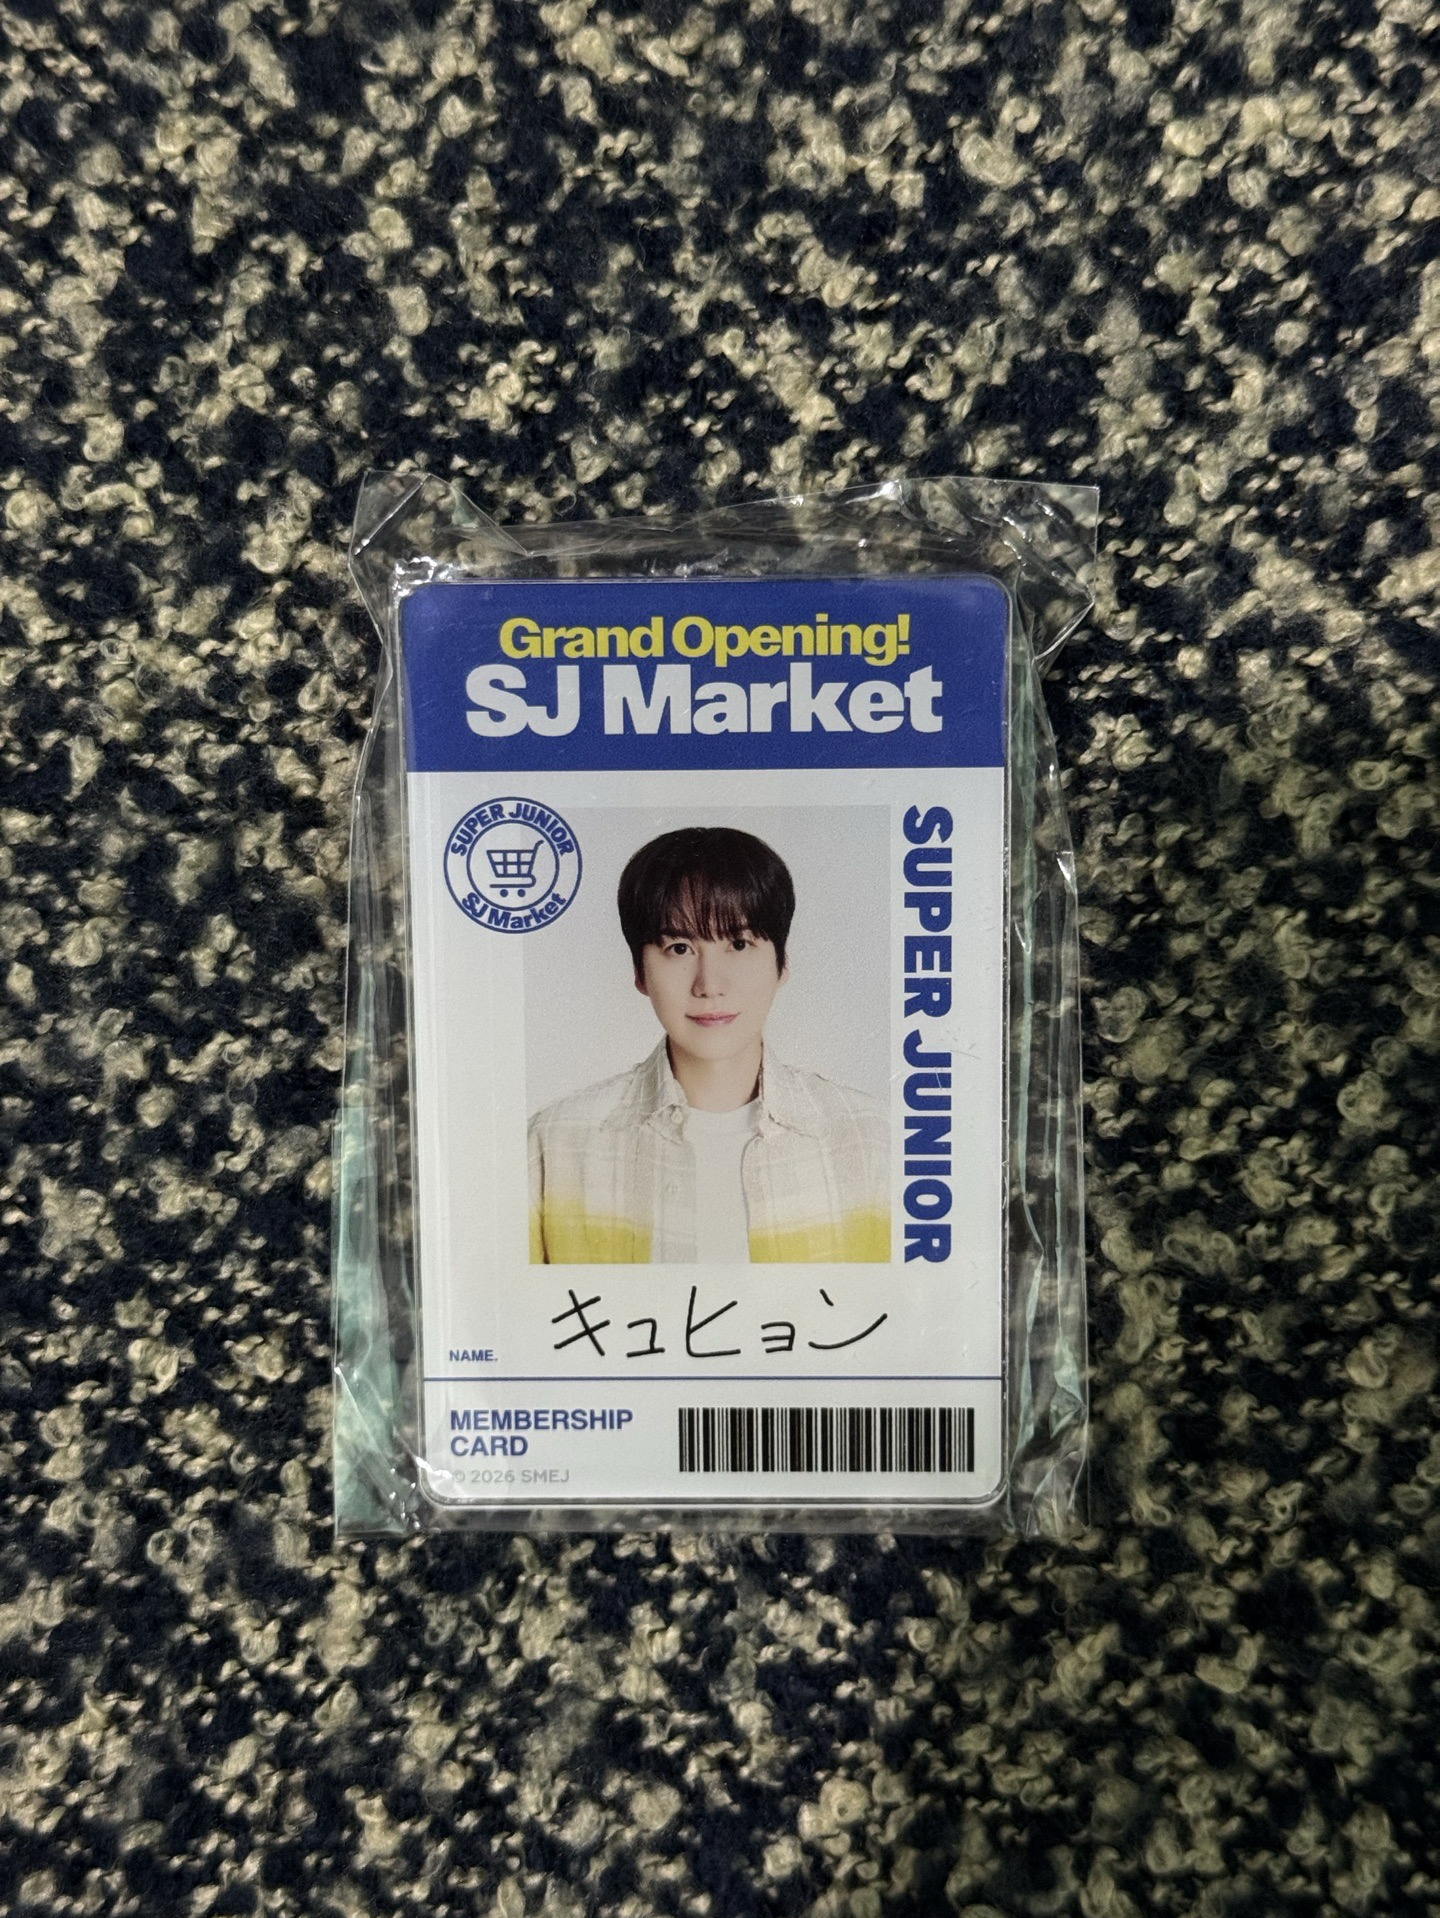 Grand Opening!
SJ Market
SUPER JUNIOR
SJ Market
SUPER JUNIOR
キュヒョン
NAME.
MEMBERSHIP
CARD
© 2026 SMEJ